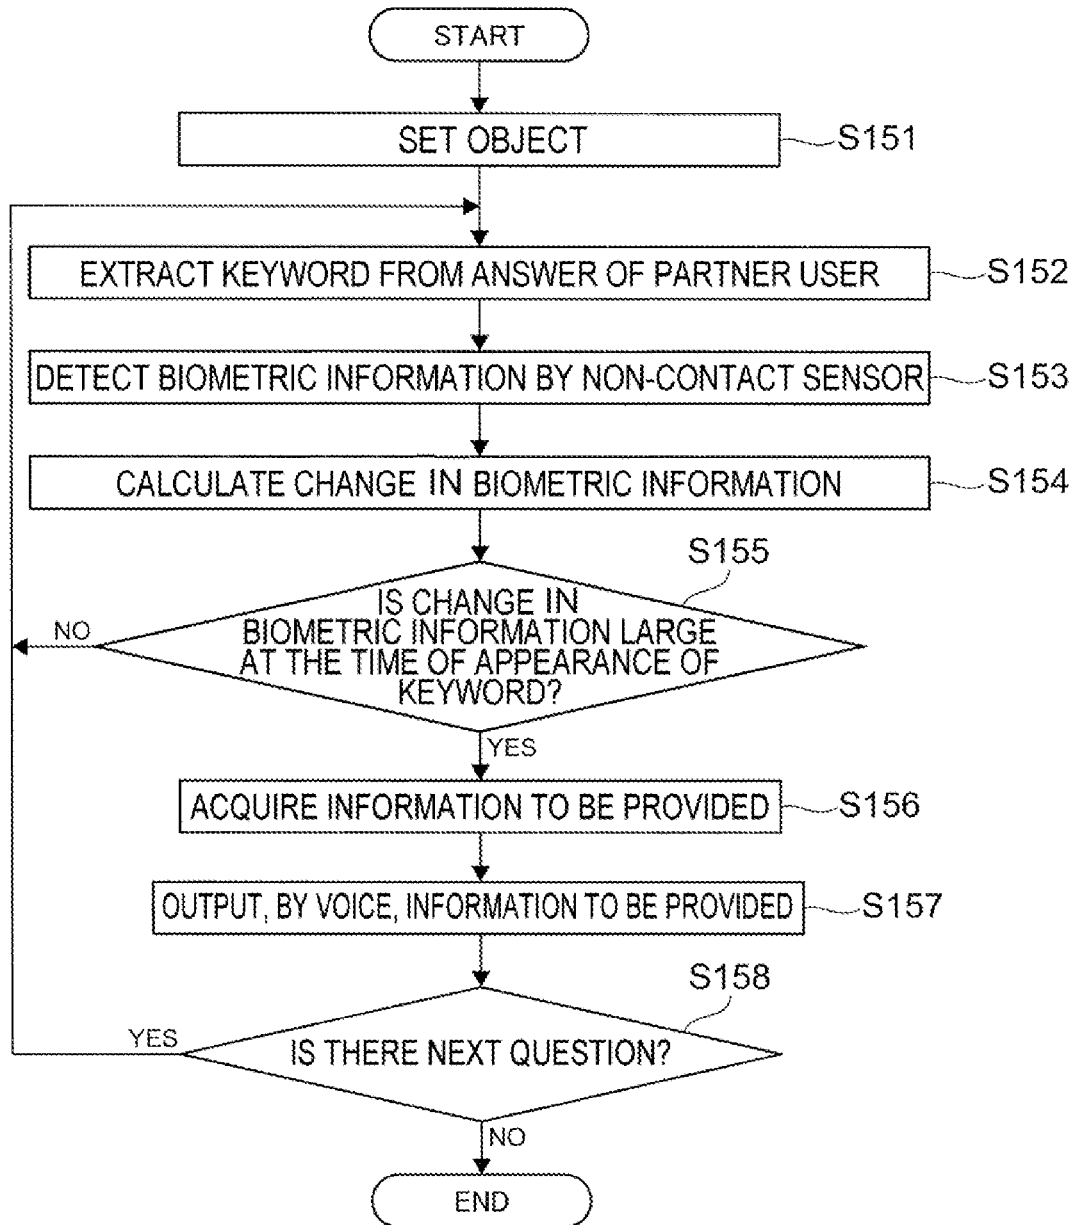 START
SET OBJECT
S151
EXTRACT KEYWORD FROM ANSWER OF PARTNER USER
S152
DETECT BIOMETRIC INFORMATION BY NON-CONTACT SENSOR
S153
CALCULATE CHANGE IN BIOMETRIC INFORMATION
S154
S155
IS CHANGE IN
BIOMETRIC INFORMATION LARGE
AT THE TIME OF APPEARANCE OF
KEYWORD?
NO
YES
ACQUIRE INFORMATION TO BE PROVIDED
S156
OUTPUT, BY VOICE, INFORMATION TO BE PROVIDED
S157
S158
YES
IS THERE NEXT QUESTION?
NO
END